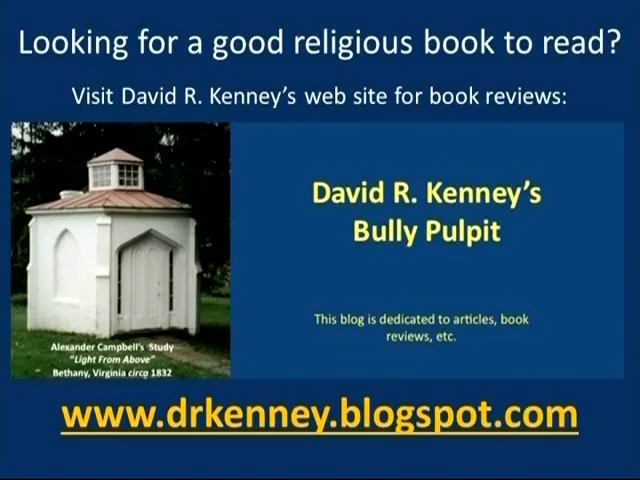 Looking for a good religious book to read?
Visit David R. Kenney's web site for book reviews:
David R. Kenney's
Bully Pulpit
This blog is dedicated to articles, book
reviews, etc.
Alexander Campbell's Study
"Light From Above"
Bethany, Virginia circa 1832
www.drkenney.blogspot.com